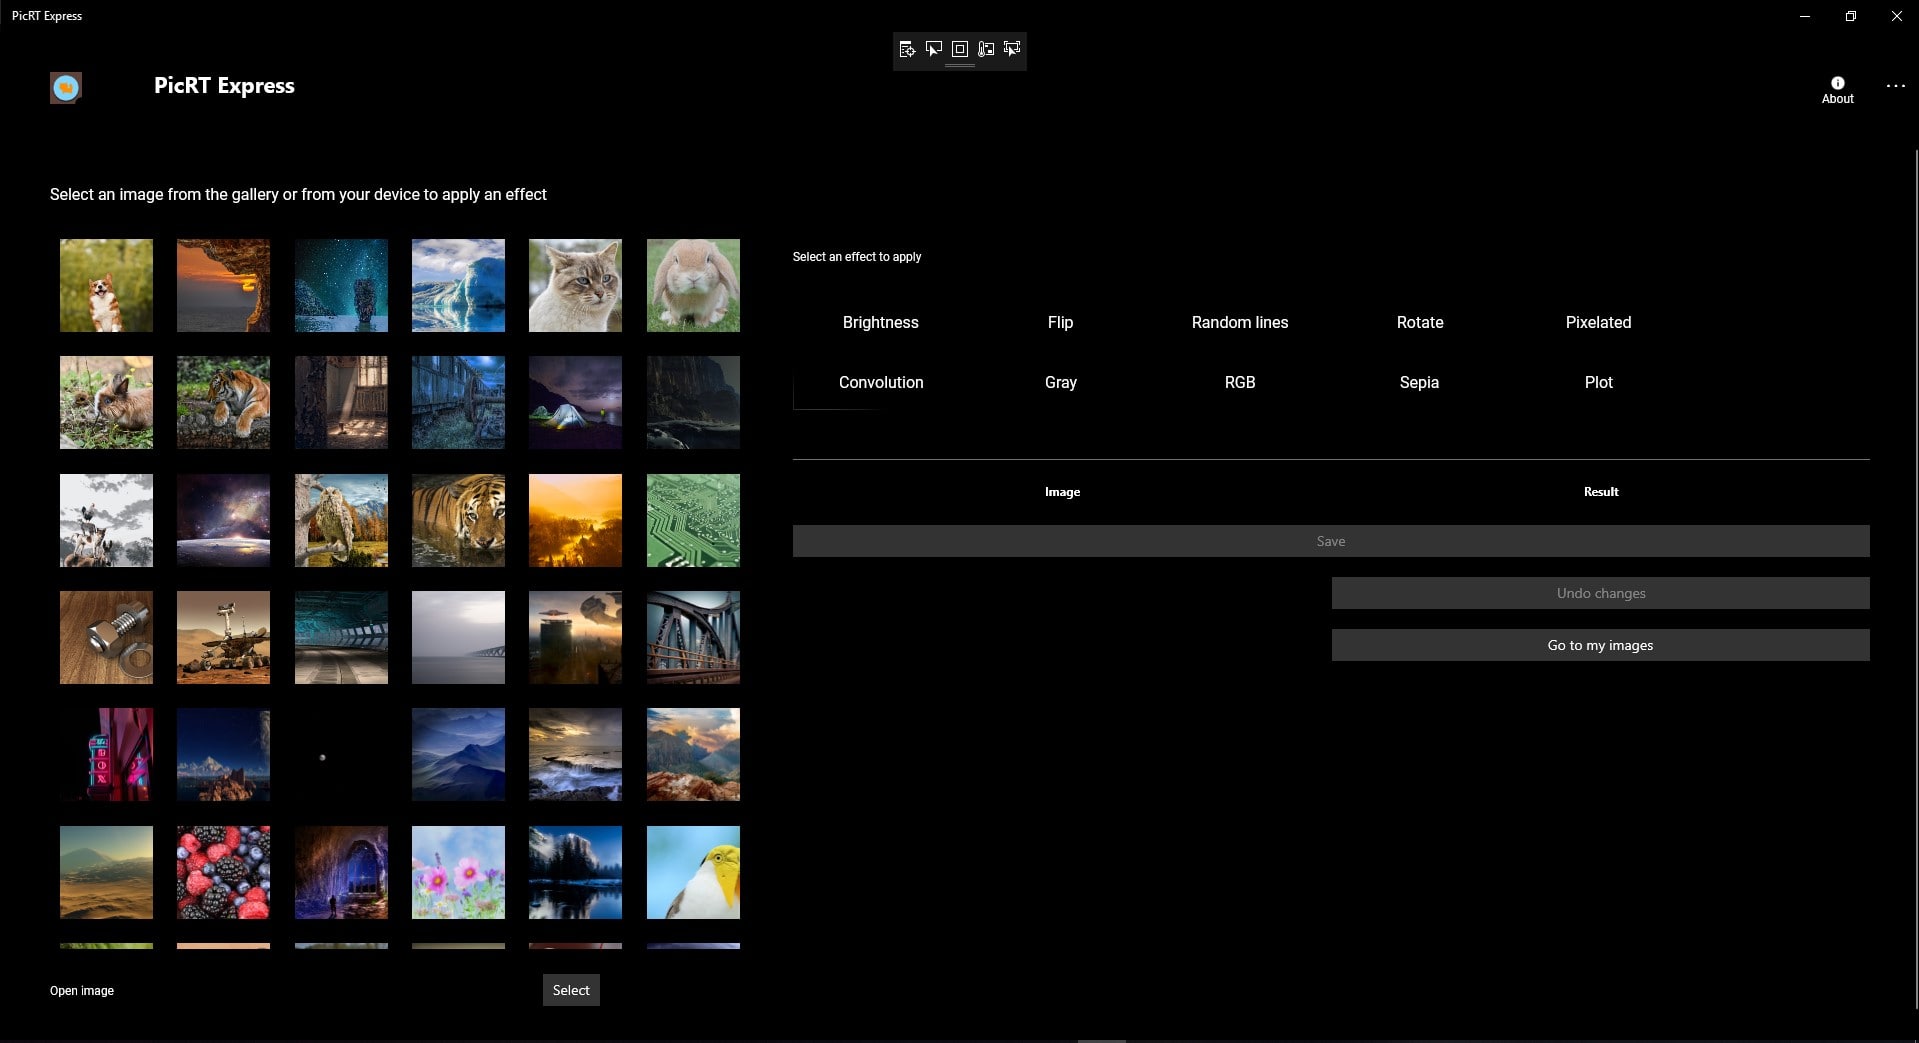 PicRT Express
PicRT Express
About
Select an image from the gallery or from your device to apply an effect
Select an effect to apply
Brightness Flip Random lines Rotate Pixelated
Convolution Gray RGB Sepia Plot
Image Result
Save
Undo changes
Go to my images
Open image Select